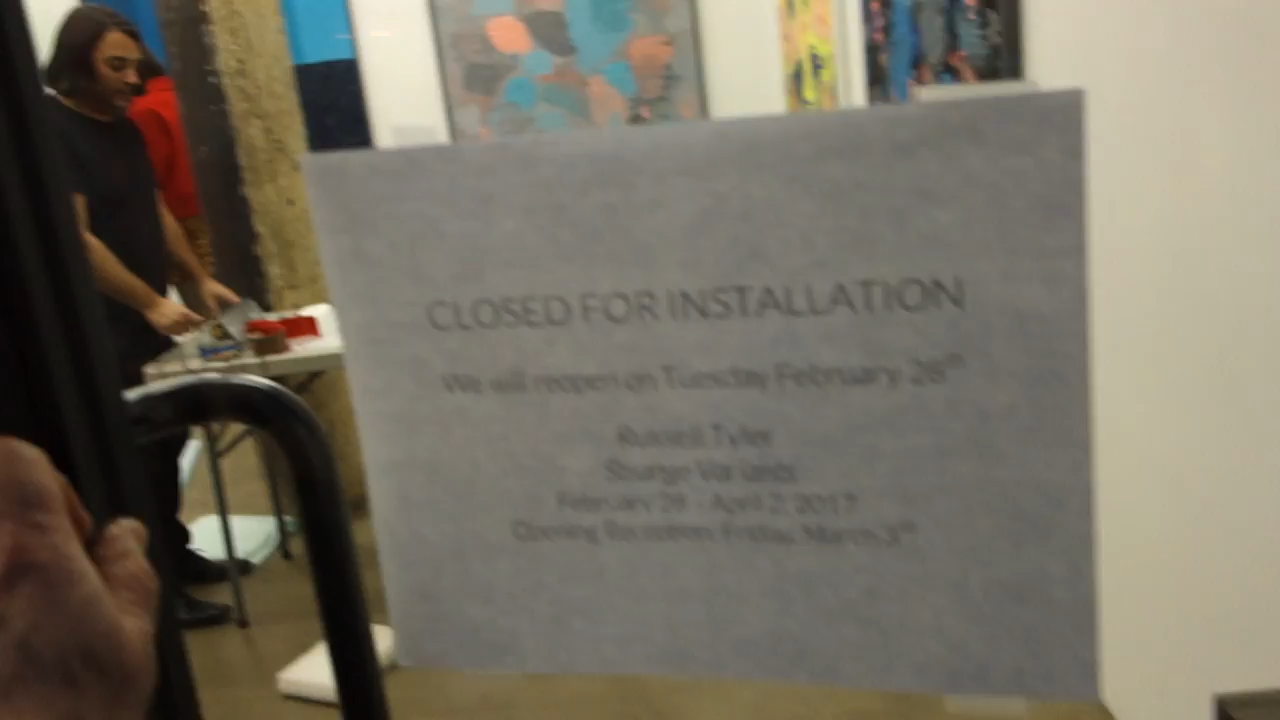 CLOSED FOR INSTALLATION
We will reopen on Tuesday February 28th
Russell Tyler
Variants
February 28 - April 2, 2017
Opening Reception: Friday, March 3rd